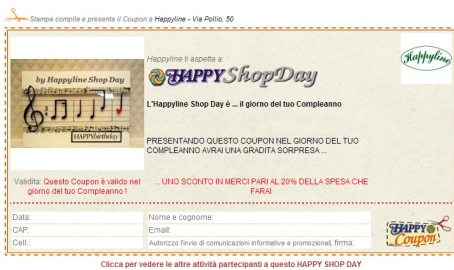 Stampa compila e presenta il Coupon a Happyline - Via Pollio, 50
by Happyline Shop Day
HAPPYbirthday
Happyline ti aspetta a:
HAPPYShopDay
Happyline
L'Happyline Shop Day è ... il giorno del tuo Compleanno
PRESENTANDO QUESTO COUPON NEL GIORNO DEL TUO
COMPLEANNO AVRAI UNA GRADITA SORPRESA ...
Validita: Questo Coupon è valido nel
giorno del tuo Compleanno !
... UNO SCONTO IN MERCI PARI AL 20% DELLA SPESA CHE
FARAI
Data:
Nome e cognome:
CAP:
Email:
Cell.:
Autorizzo l'invio di comunicazioni informative e promozionali, firma:
HAPPY
Coupon!
Clicca per vedere le altre attività partecipanti a questo HAPPY SHOP DAY